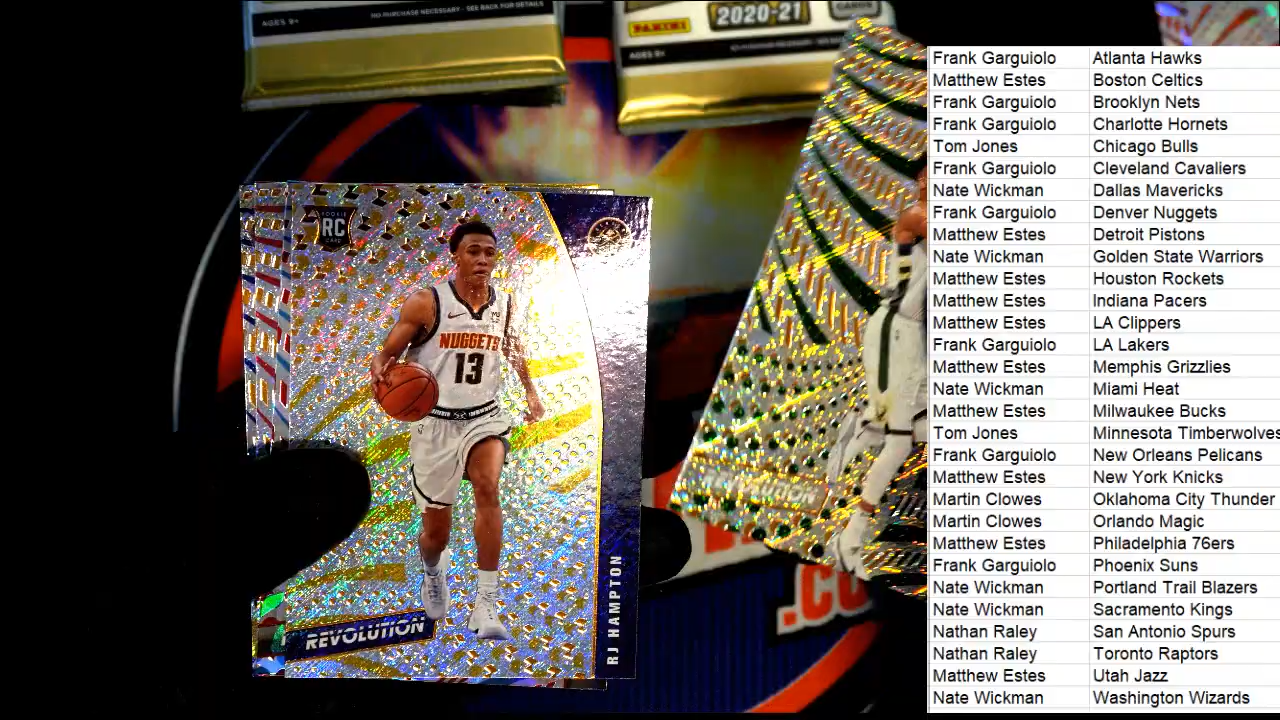 AGES 9+
NO PURCHASE NECESSARY - SEE BACK FOR DETAILS
PANINI
2020-21
CARDS
AGES 9+
ROOKIE
RC
CARD
NUGGETS
13
REVOLUTION
RJ HAMPTON
.CO
Frank Garguiolo Atlanta Hawks
Matthew Estes Boston Celtics
Frank Garguiolo Brooklyn Nets
Frank Garguiolo Charlotte Hornets
Tom Jones Chicago Bulls
Frank Garguiolo Cleveland Cavaliers
Nate Wickman Dallas Mavericks
Frank Garguiolo Denver Nuggets
Matthew Estes Detroit Pistons
Nate Wickman Golden State Warriors
Matthew Estes Houston Rockets
Matthew Estes Indiana Pacers
Matthew Estes LA Clippers
Frank Garguiolo LA Lakers
Matthew Estes Memphis Grizzlies
Nate Wickman Miami Heat
Matthew Estes Milwaukee Bucks
Tom Jones Minnesota Timberwolves
Frank Garguiolo New Orleans Pelicans
Matthew Estes New York Knicks
Martin Clowes Oklahoma City Thunder
Martin Clowes Orlando Magic
Matthew Estes Philadelphia 76ers
Frank Garguiolo Phoenix Suns
Nate Wickman Portland Trail Blazers
Nate Wickman Sacramento Kings
Nathan Raley San Antonio Spurs
Nathan Raley Toronto Raptors
Matthew Estes Utah Jazz
Nate Wickman Washington Wizards